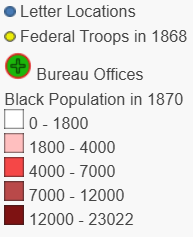 Letter Locations
Federal Troops in 1868
Bureau Offices
Black Population in 1870
0 - 1800
1800 - 4000
4000 - 7000
7000 - 12000
12000 - 23022